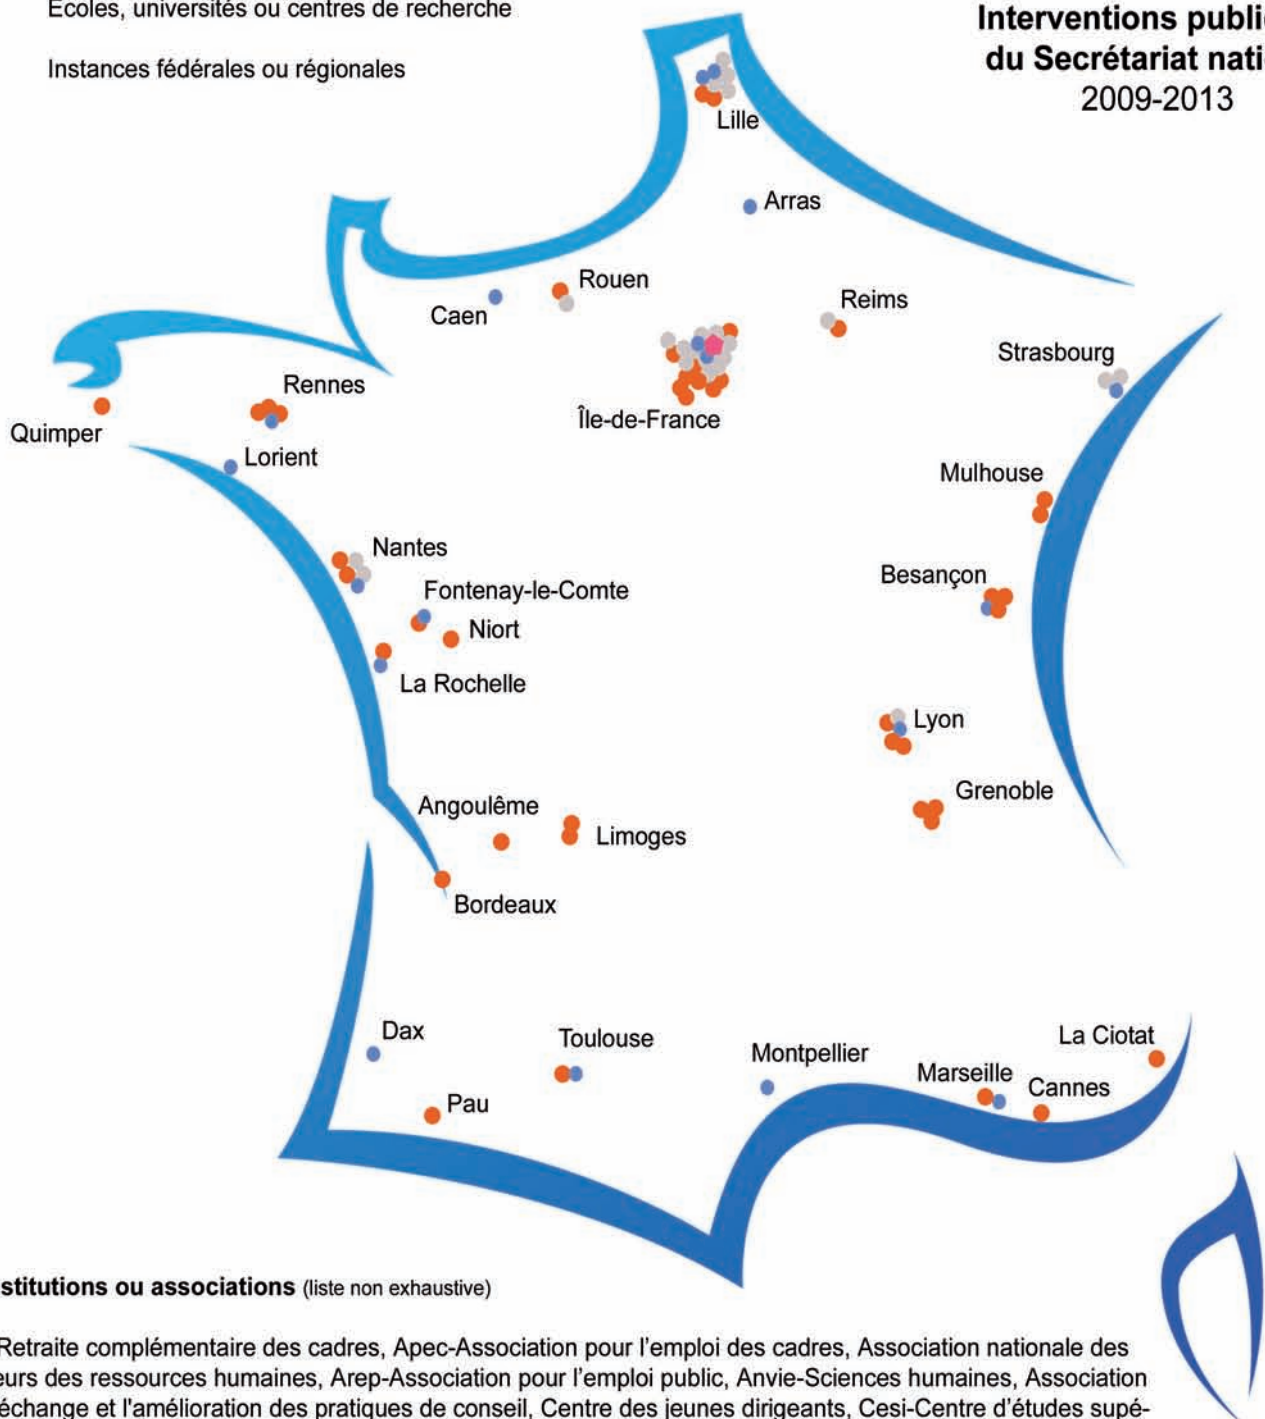 Ecoles, universités ou centres de recherche
Instances fédérales ou régionales
Interventions publi
du Secrétariat nati
2009-2013
Lille
Arras
Rouen
Caen
Reims
Strasbourg
Rennes
Île-de-France
Quimper
Lorient
Mulhouse
Nantes
Besançon
Fontenay-le-Comte
Niort
La Rochelle
Lyon
Grenoble
Angoulême
Limoges
Bordeaux
Dax
Toulouse
La Ciotat
Montpellier
Marseille
Cannes
Pau
stitutions ou associations (liste non exhaustive)
Retraite complémentaire des cadres, Apec-Association pour l'emploi des cadres, Association nationale des
eurs des ressources humaines, Arep-Association pour l'emploi public, Anvie-Sciences humaines, Association
échange et l'amélioration des pratiques de conseil, Centre des jeunes dirigeants, Cesi-Centre d'études supé-